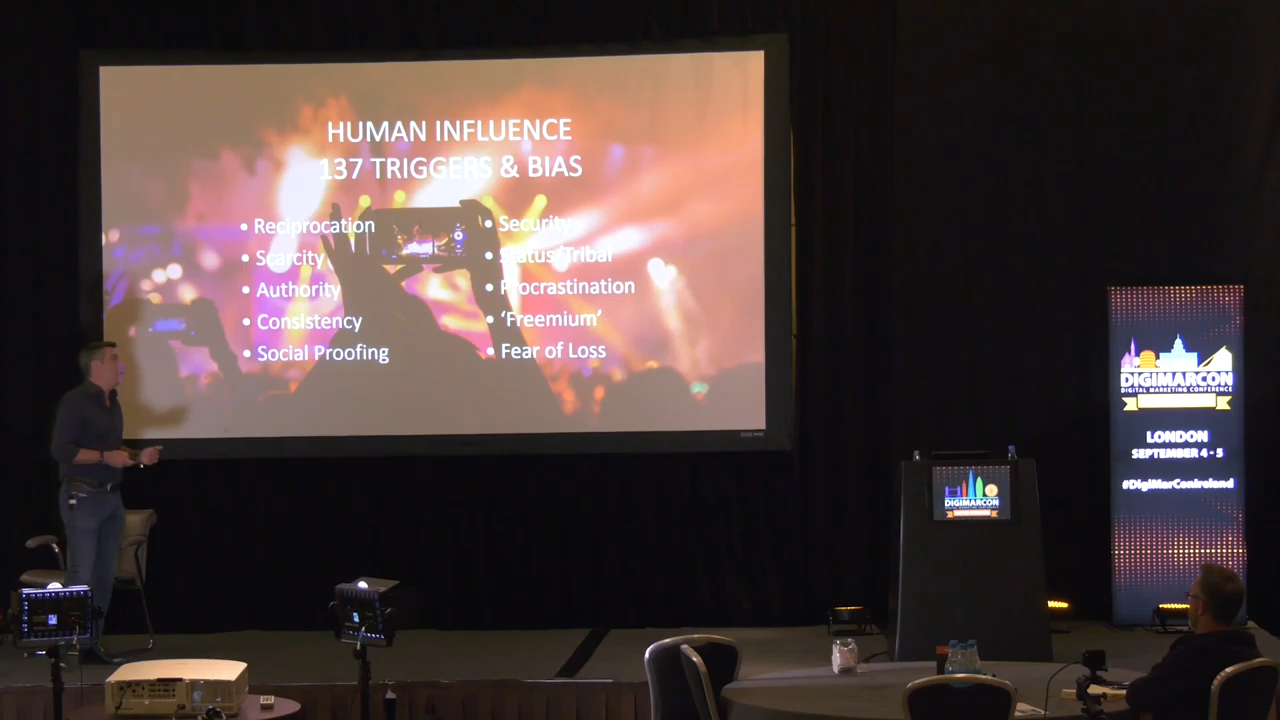 HUMAN INFLUENCE
137 TRIGGERS & BIAS
• Reciprocation
• Scarcity
• Authority
• Consistency
• Social Proofing
• Security
• Status/Tribal
• Procrastination
• ‘Freemium’
• Fear of Loss
DIGIMARCON
DIGITAL MARKETING CONFERENCE
LONDON
SEPTEMBER 4 - 5
#DigiMarConIreland
DIGIMARCON